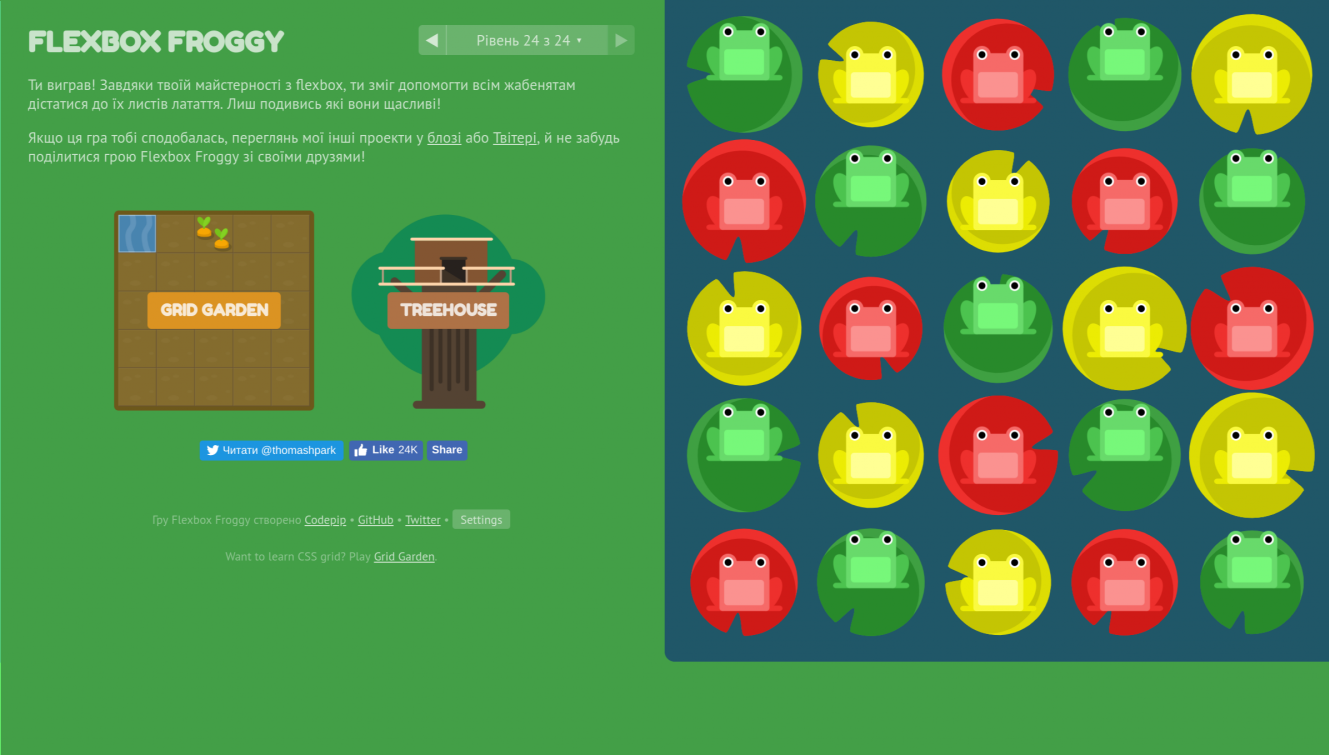 FLEXBOX FROGGY
Рівень 24 з 24
Ти виграв! Завдяки твоїй майстерності з flexbox, ти зміг допомогти всім жабенятам
дістатися до їх листів латаття. Лиш подивись які вони щасливі!
Якщо ця гра тобі сподобалась, переглянь мої інші проекти у блозі або Твітері, й не забудь
поділитися грою Flexbox Froggy зі своїми друзями!
GRID GARDEN
TREEHOUSE
Читати @thomashpark
Like 24K
Share
Гру Flexbox Froggy створено Codepip • GitHub • Twitter • Settings
Want to learn CSS grid? Play Grid Garden.